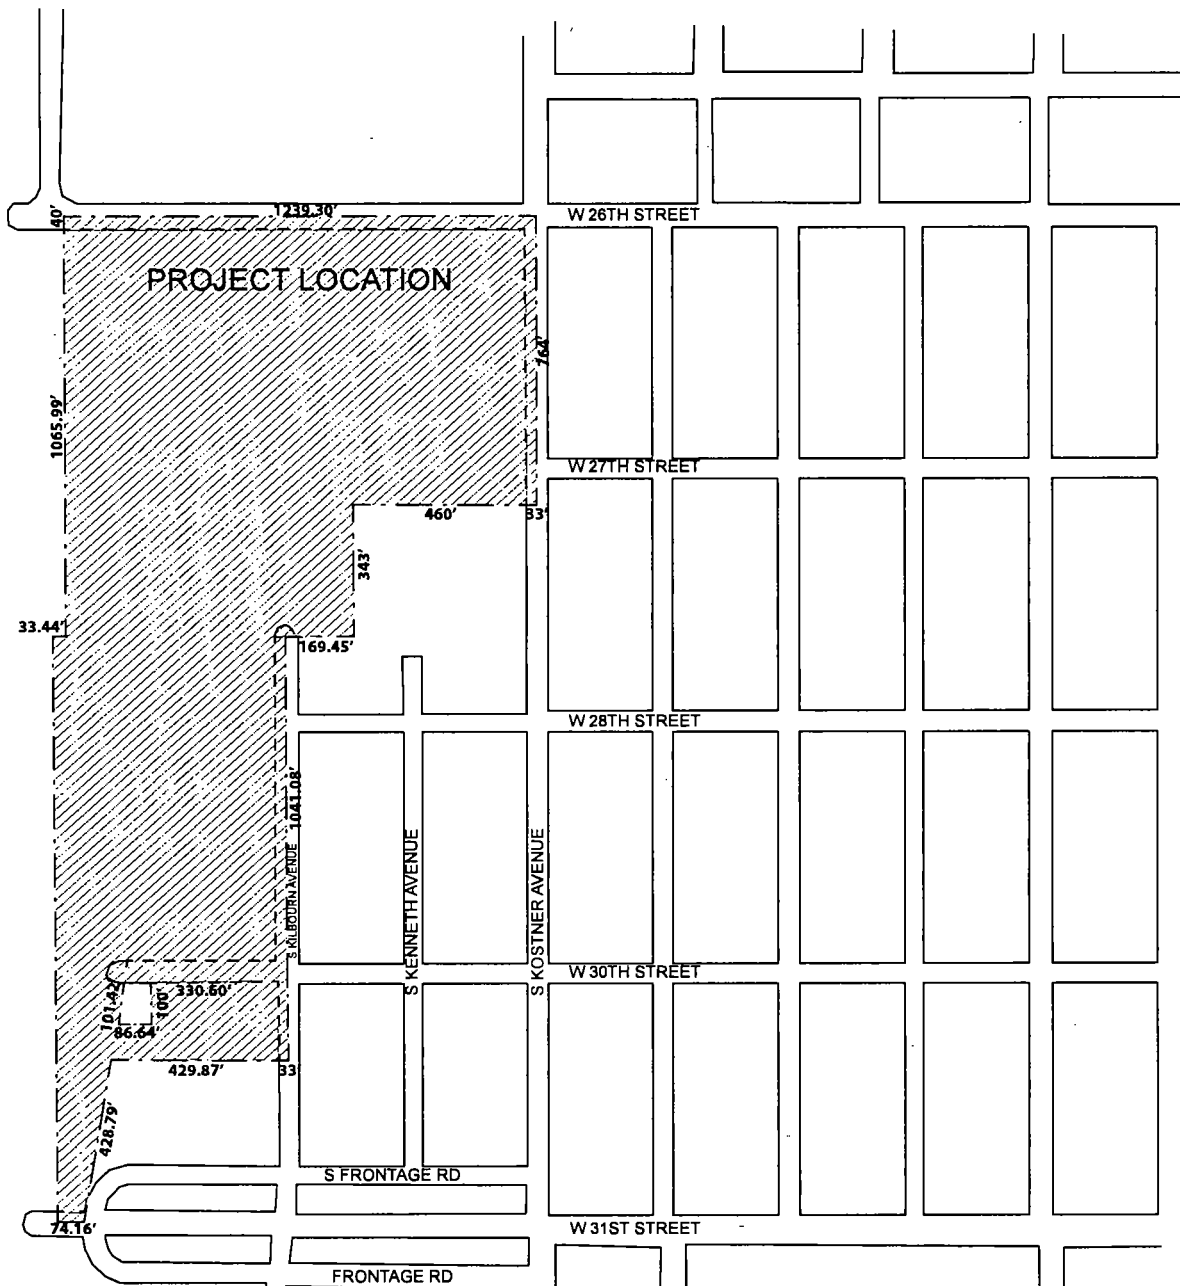 40'
1239.30'
W 26TH STREET
PROJECT LOCATION
764'
1065.99'
W 27TH STREET
460'
33'
343'
33.44'
169.45'
W 28TH STREET
1041.08'
S KILBOURN AVENUE
S KENNETH AVENUE
S KOSTNER AVENUE
W 30TH STREET
101.42'
330.60'
100'
86.64'
429.87'
33'
428.79'
S FRONTAGE RD
74.16'
W 31ST STREET
FRONTAGE RD